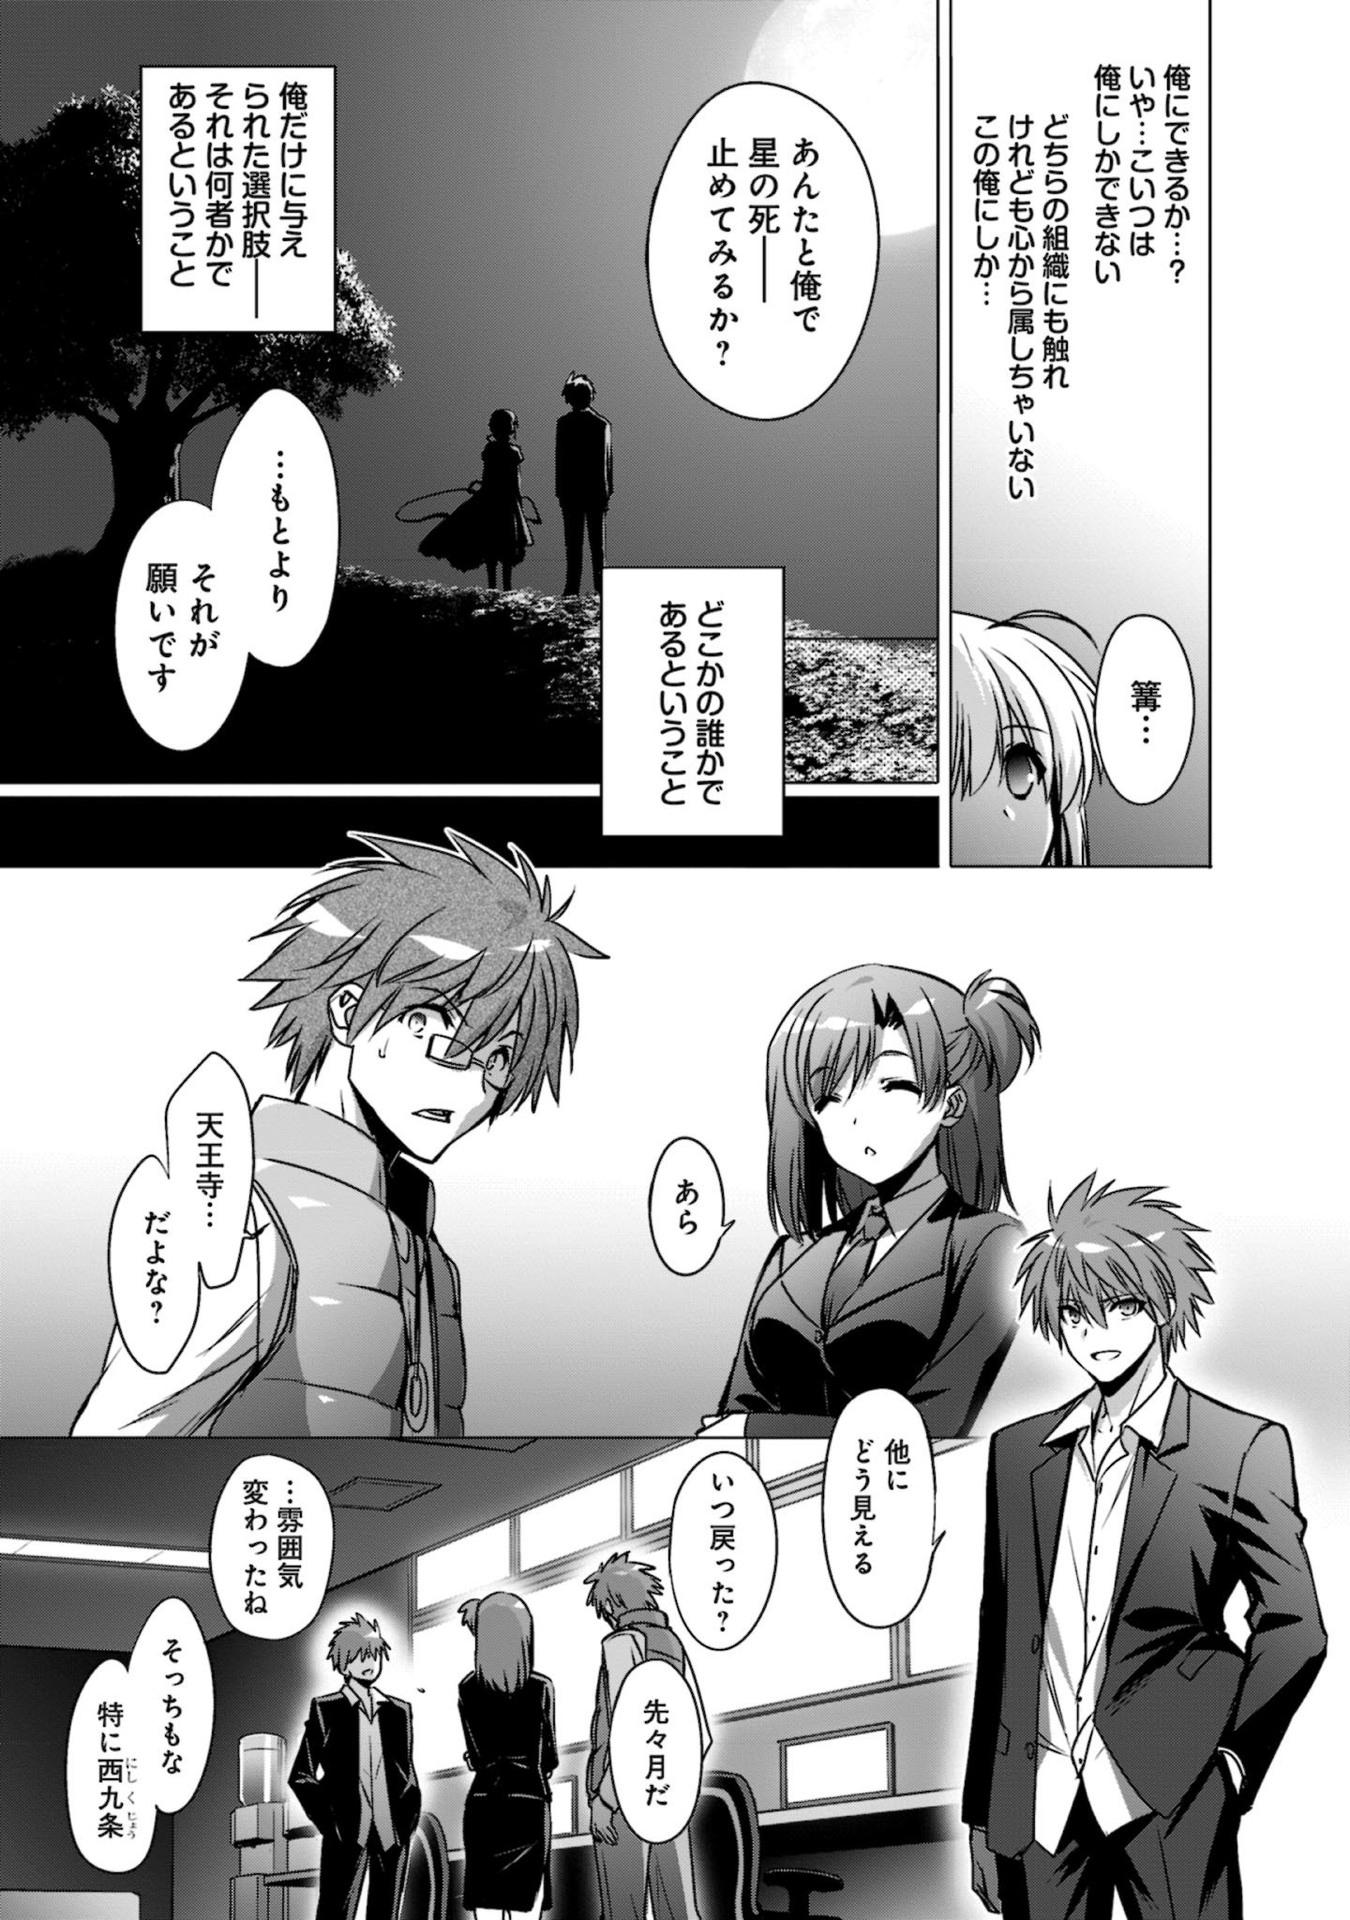 俺にできるか…？
いや…こいつは
俺にしかできない
どちらの組織にも触れ
けれども心から属しちゃいない
この俺にしか…
篝…
あんたと俺で
星の死――
止めてみるか？
俺だけに与え
られた選択肢――
それは何者かで
あるということ
…もとより
それが
願いです
どこかの誰かで
あるということ
あら
天王寺…
だよな？
他に
どう見える
いつ戻った？
先々月だ
…雰囲気
変わったね
そっちもな
特に西九条
にしくじょう